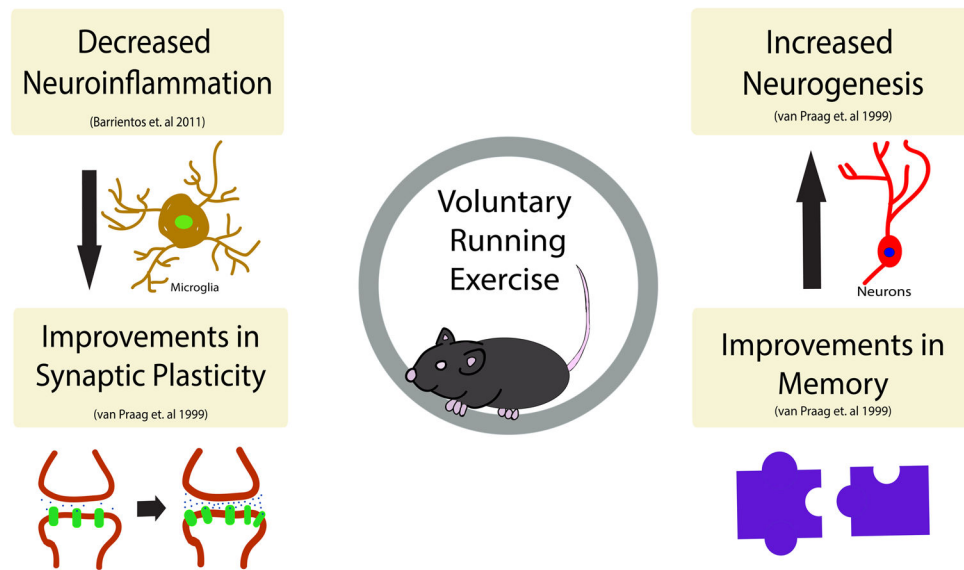 Decreased
Neuroinflammation
(Barrientos et. al 2011)
Microglia
Improvements in
Synaptic Plasticity
(van Praag et. al 1999)
Voluntary
Running
Exercise
Increased
Neurogenesis
(van Praag et. al 1999)
Neurons
Improvements in
Memory
(van Praag et. al 1999)